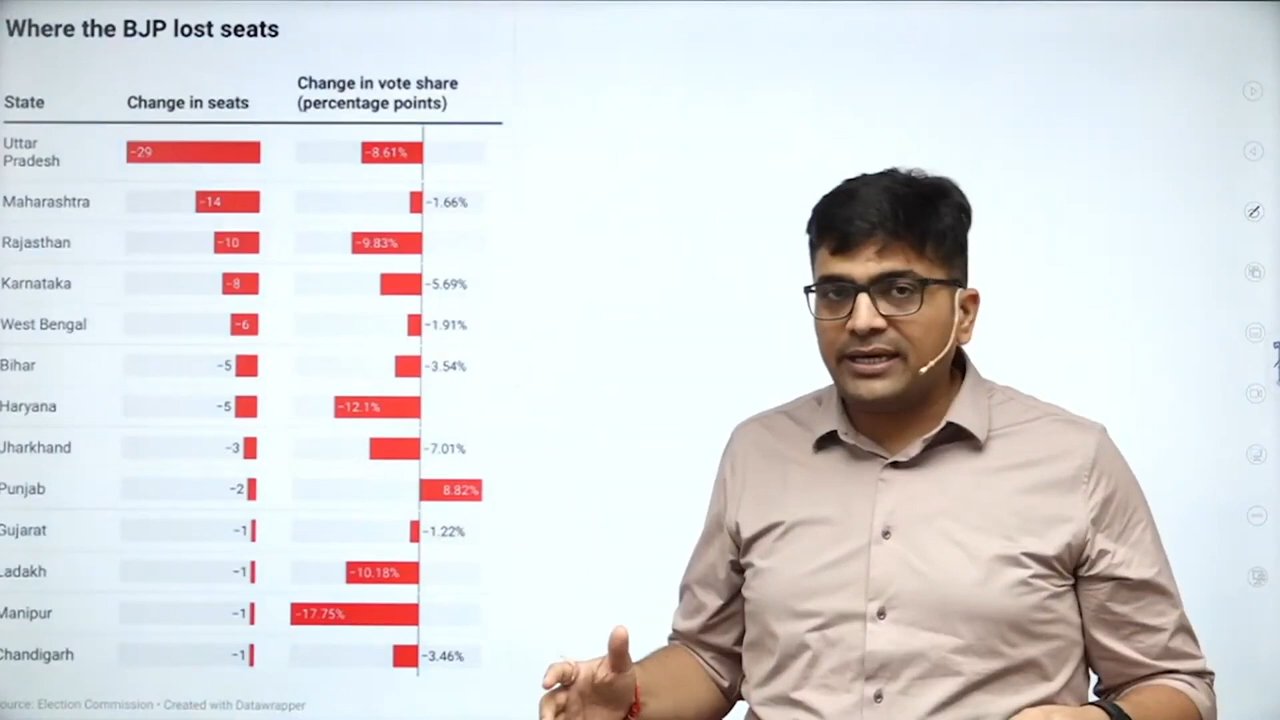 Where the BJP lost seats
State Change in seats Change in vote share
(percentage points)
Uttar
Pradesh −29 −8.61%
Maharashtra −14 −1.66%
Rajasthan −10 −9.83%
Karnataka −8 −5.69%
West Bengal −6 −1.91%
Bihar −5 −3.54%
Haryana −5 −12.1%
Jharkhand −3 −7.01%
Punjab −2 8.82%
Gujarat −1 −1.22%
Ladakh −1 −10.18%
Manipur −1 −17.75%
Chandigarh −1 −3.46%
ource: Election Commission • Created with Datawrapper